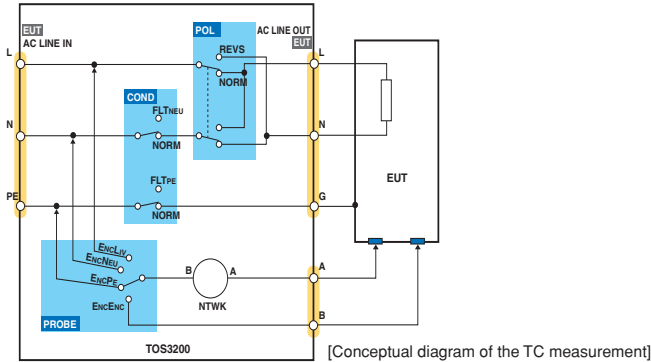 EUT
AC LINE IN
POL
AC LINE OUT
EUT
L
REVS
L
NORM
COND
FLTNEU
N
NORM
N
EUT
FLTPE
PE
NORM
G
ENCLIV
ENCNEU
ENCPE
B
A
A
ENCENC
NTWK
B
PROBE
TOS3200
[Conceptual diagram of the TC measurement]